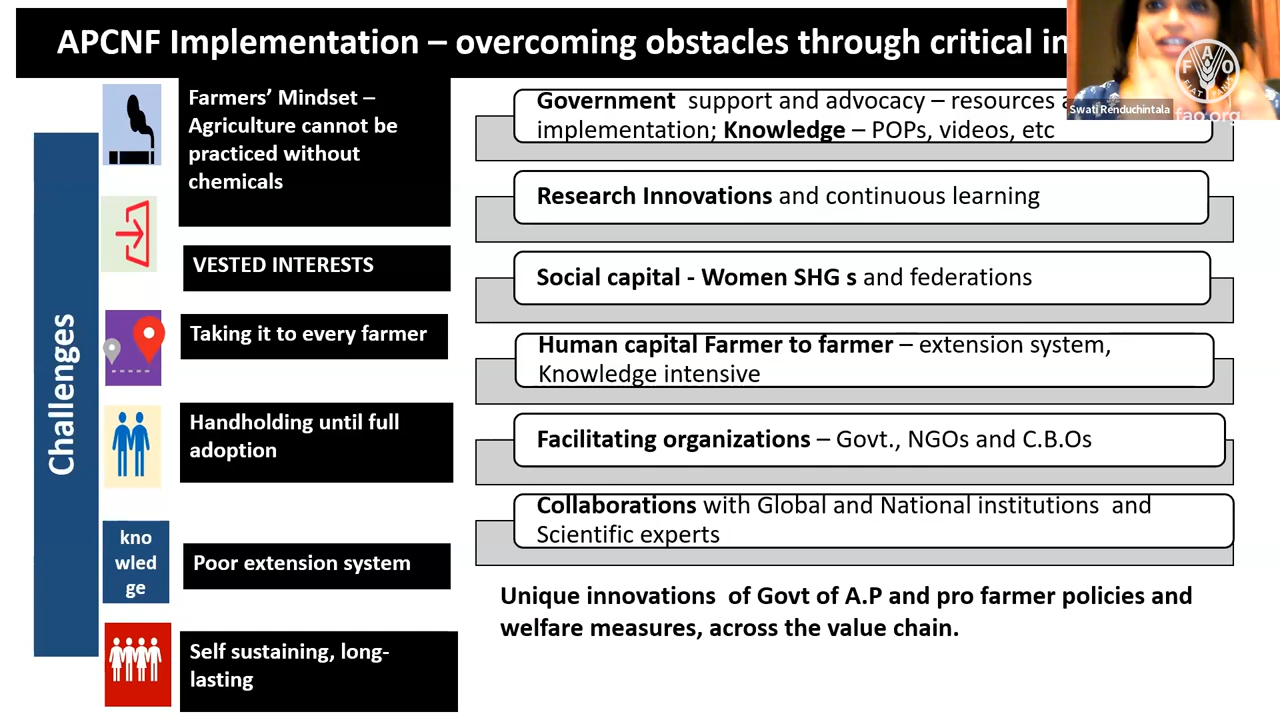 APCNF Implementation – overcoming obstacles through critical
Swati Renduchintala
FAO
FIAT PANIS
fao.org
Challenges
Farmers’ Mindset –
Agriculture cannot be
practiced without
chemicals
VESTED INTERESTS
Taking it to every farmer
Handholding until full
adoption
kno
wled
ge
Poor extension system
Self sustaining, long-
lasting
Government support and advocacy – resources
implementation; Knowledge – POPs, videos, etc
Research Innovations and continuous learning
Social capital - Women SHG s and federations
Human capital Farmer to farmer – extension system,
Knowledge intensive
Facilitating organizations – Govt., NGOs and C.B.Os
Collaborations with Global and National institutions and
Scientific experts
Unique innovations of Govt of A.P and pro farmer policies and
welfare measures, across the value chain.